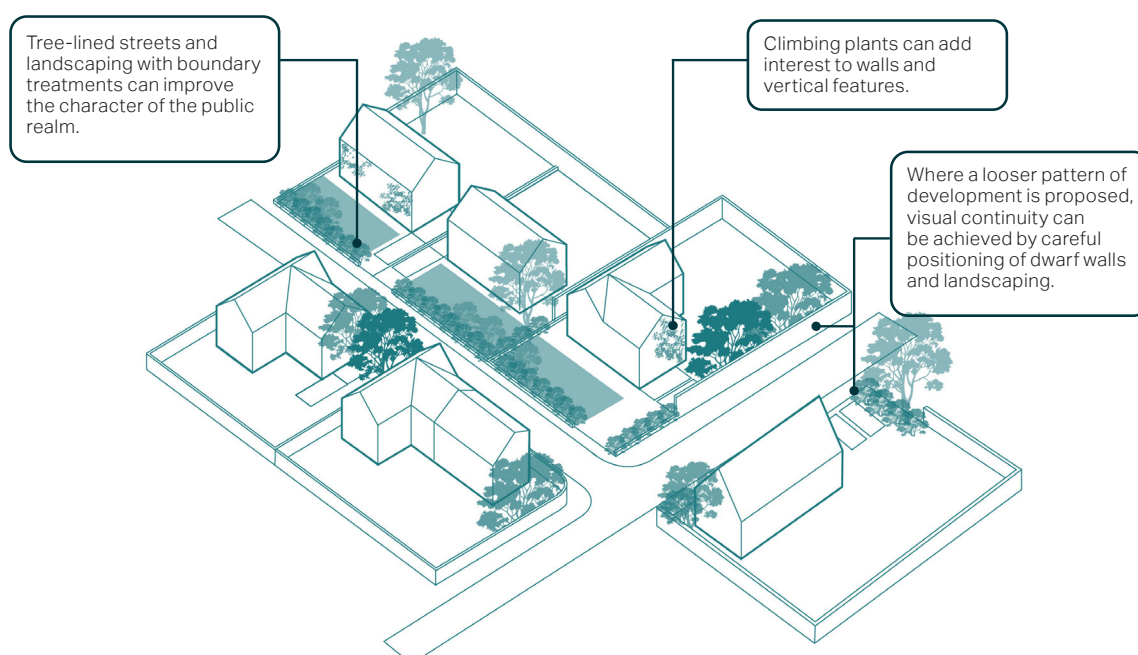 Tree-lined streets and
landscaping with boundary
treatments can improve
the character of the public
realm.
Climbing plants can add
interest to walls and
vertical features.
Where a looser pattern of
development is proposed,
visual continuity can
be achieved by careful
positioning of dwarf walls
and landscaping.